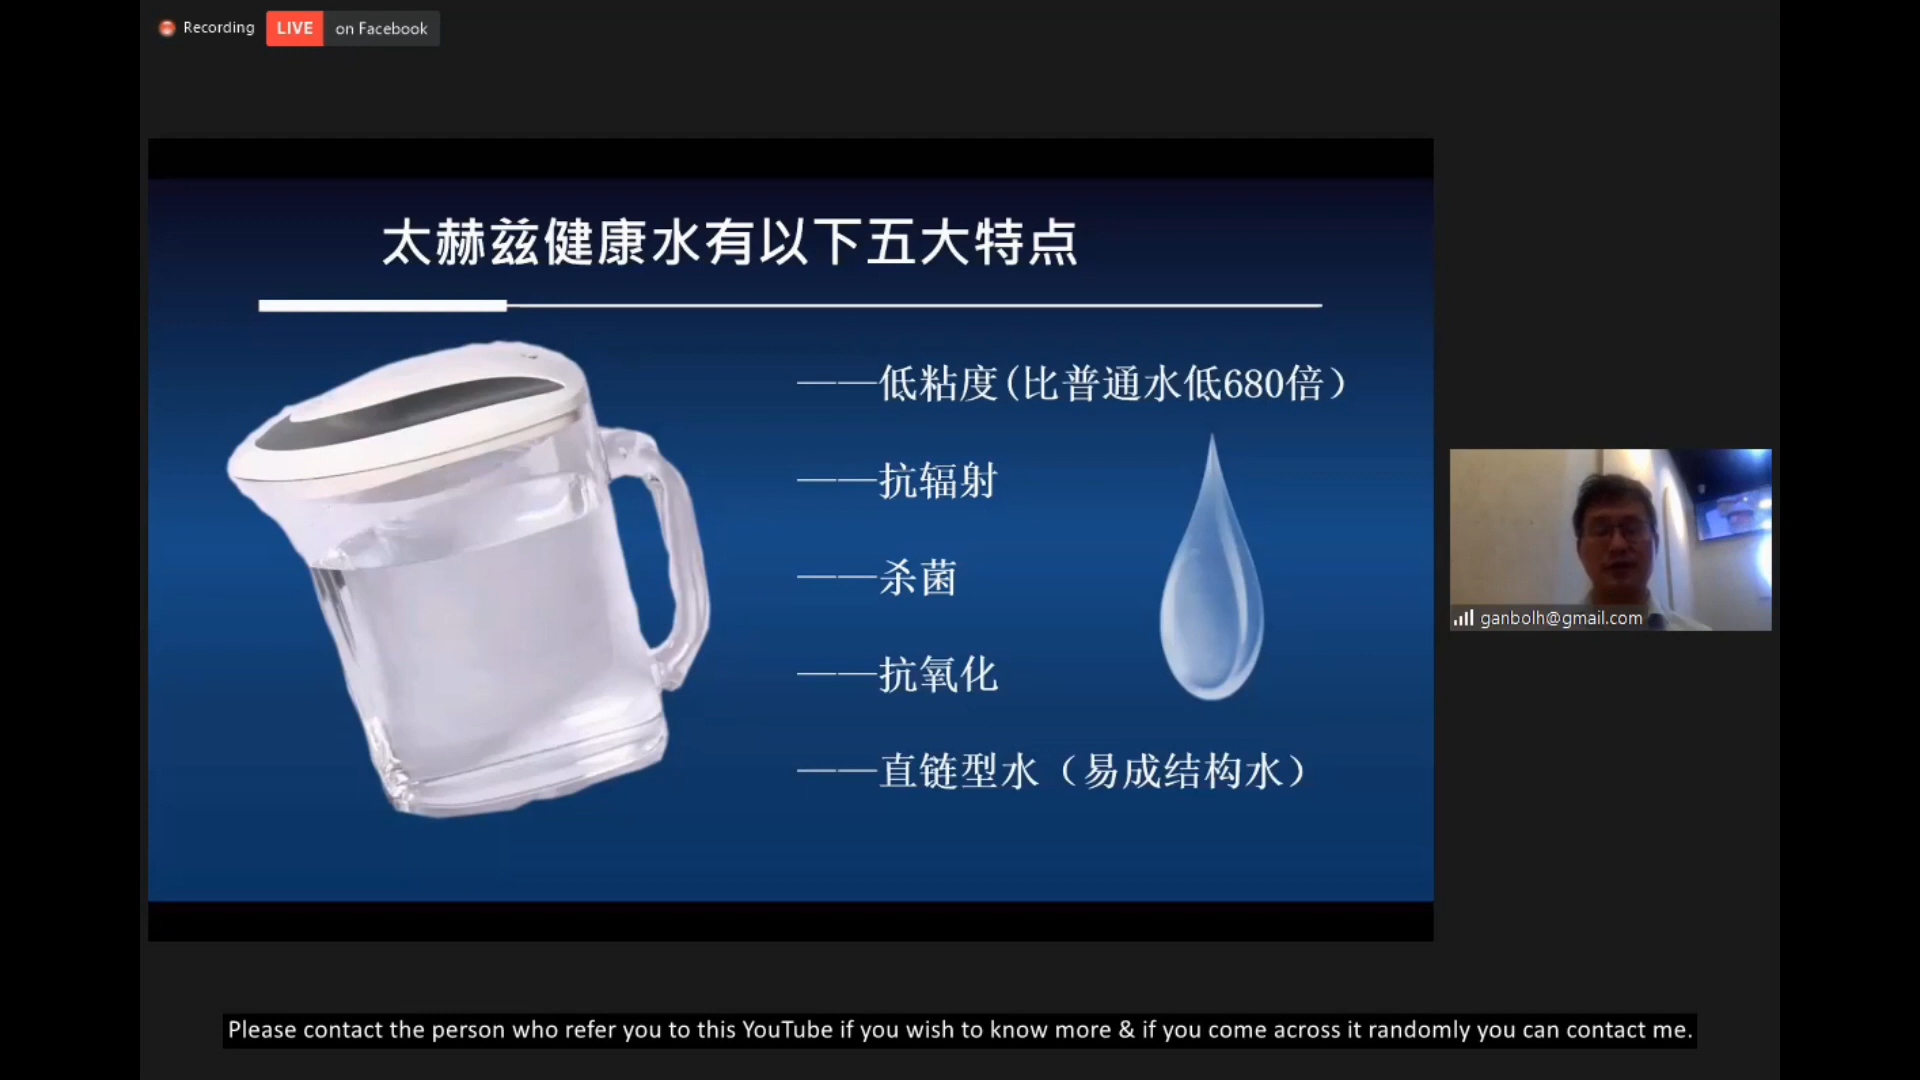 Recording LIVE on Facebook
太赫兹健康水有以下五大特点
——低粘度(比普通水低680倍）
——抗辐射
——杀菌
——抗氧化
——直链型水（易成结构水）
ganbolh@gmail.com
Please contact the person who refer you to this YouTube if you wish to know more & if you come across it randomly you can contact me.